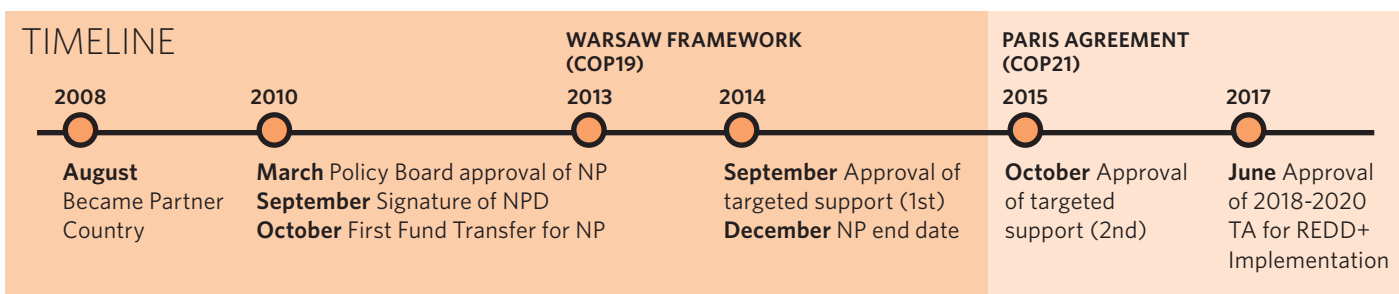 TIMELINE
WARSAW FRAMEWORK
(COP19)
PARIS AGREEMENT
(COP21)
2008
August
Became Partner
Country
2010
March Policy Board approval of NP
September Signature of NPD
October First Fund Transfer for NP
2013
2014
September Approval of
targeted support (1st)
December NP end date
2015
October Approval
of targeted
support (2nd)
2017
June Approval
of 2018-2020
TA for REDD+
Implementation